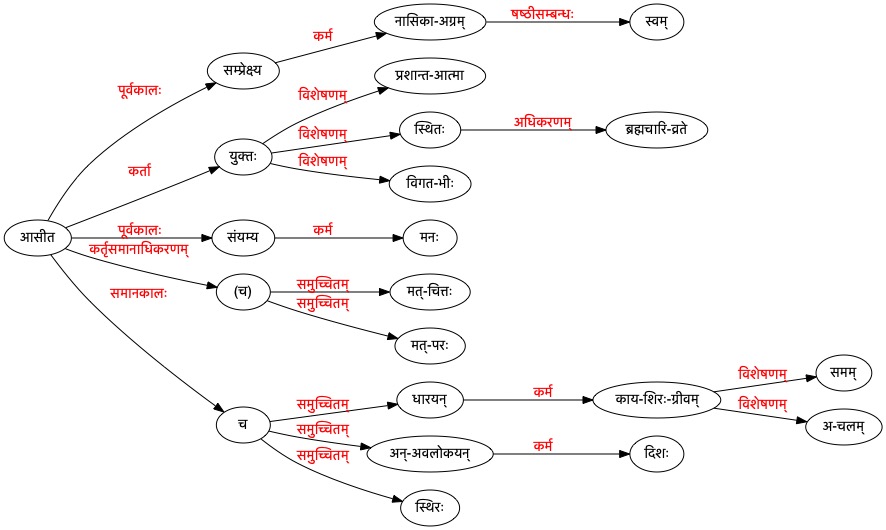 नासिका-अग्रम् षष्ठीसम्बन्धः स्वम्
कर्म
सम्प्रेक्ष्य
प्रशान्त-आत्मा
पूर्वकालः
विशेषणम्
स्थितः अधिकरणम् ब्रह्मचारि-व्रते
विशेषणम्
युक्तः
विशेषणम्
कर्ता
विगत-भीः
आसीत पूर्वकालः संयम्य कर्म मनः
कर्तृसमानाधिकरणम्
समानकालः
(च) समुच्चितम् मत्-चित्तः
समुच्चितम्
मत्-परः
समम्
विशेषणम्
धारयन् कर्म काय-शिरः-ग्रीवम्
समुच्चितम्
विशेषणम्
च
अ-चलम्
समुच्चितम्
अन्-अवलोकयन् कर्म दिशः
समुच्चितम्
स्थिरः